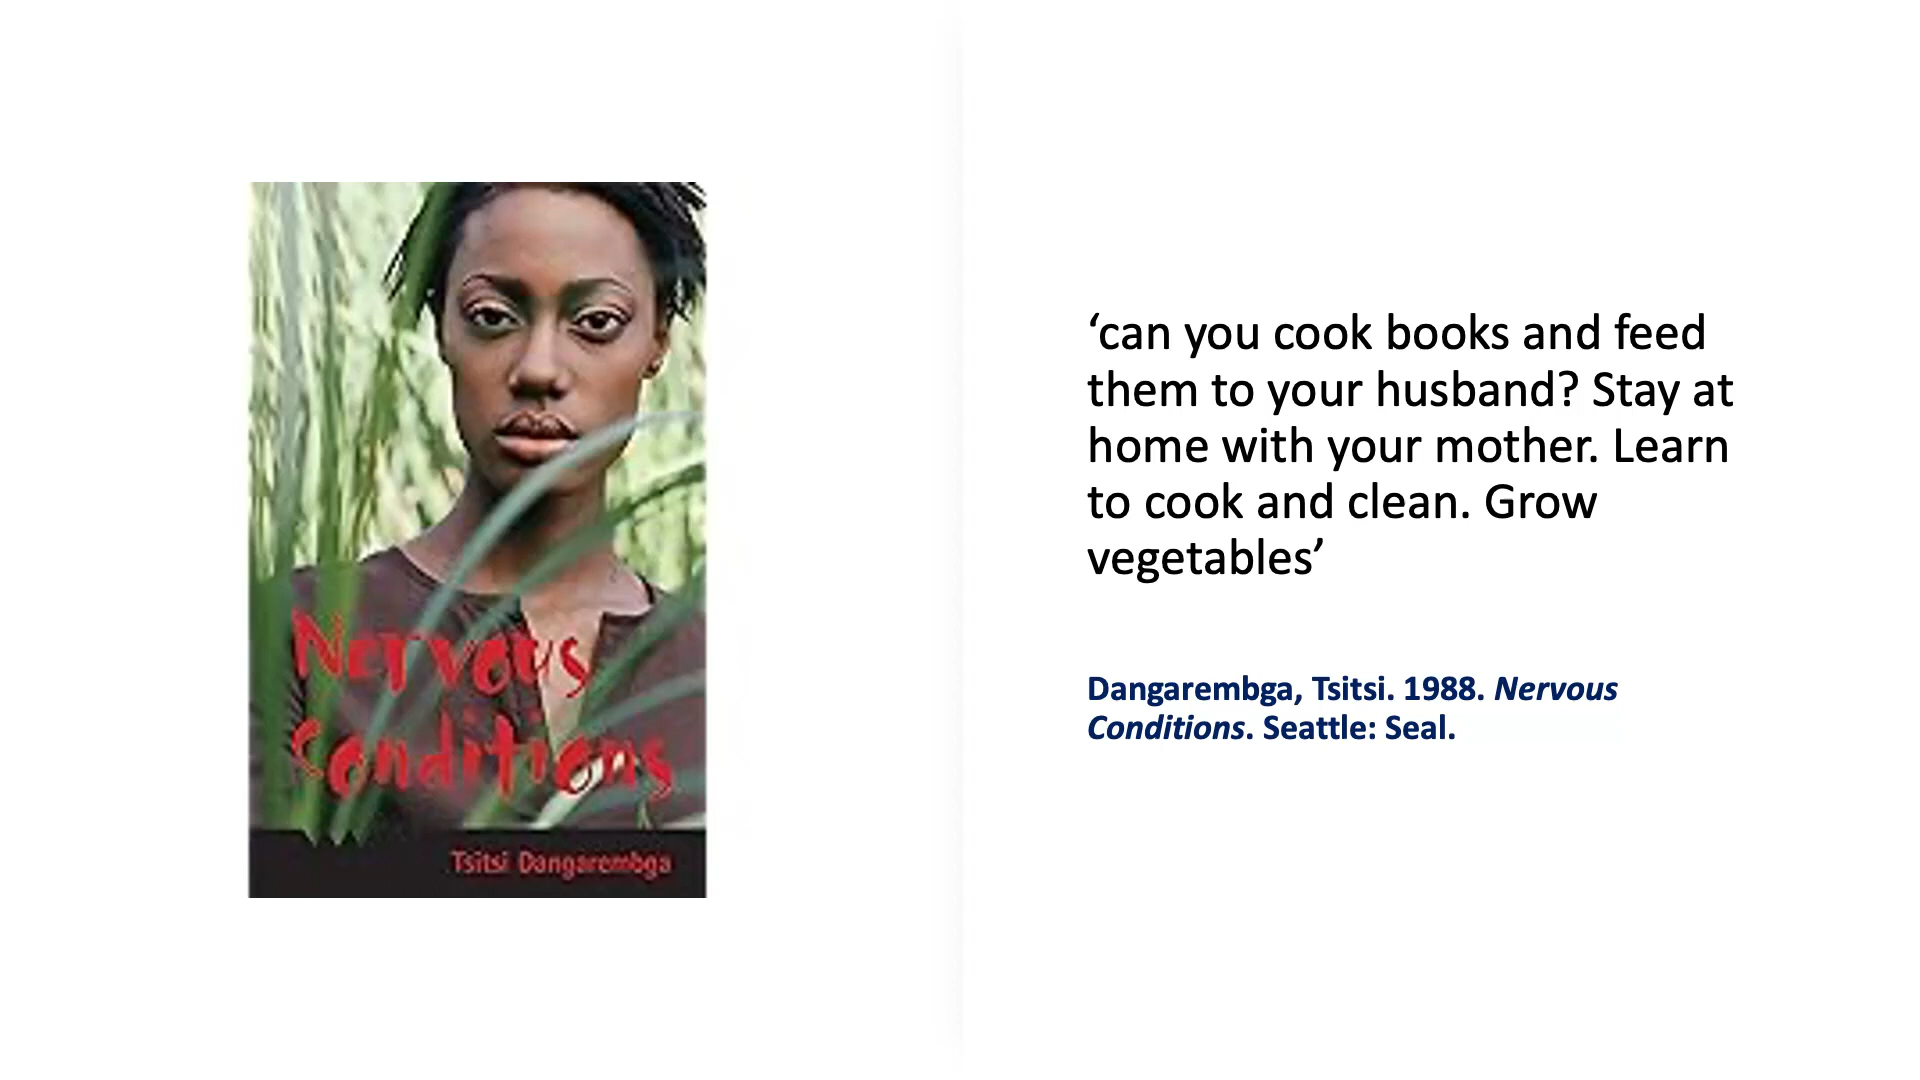 Nervous
Conditions
Tsitsi Dangarembga
‘can you cook books and feed
them to your husband? Stay at
home with your mother. Learn
to cook and clean. Grow
vegetables’
Dangarembga, Tsitsi. 1988. Nervous
Conditions. Seattle: Seal.